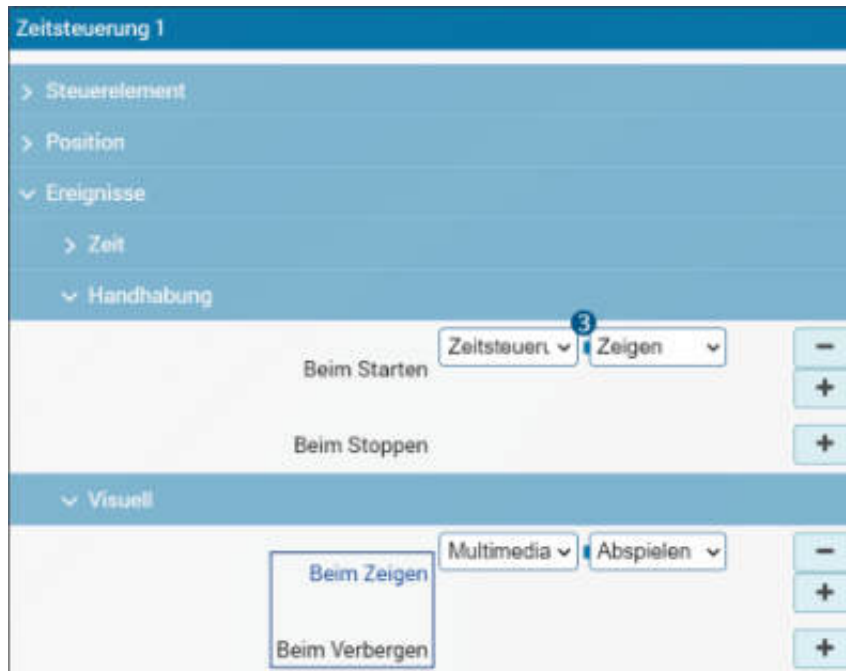 Zeitsteuerung 1
Steuerelement
Position
Ereignisse
Zeit
Handhabung
3
Beim Starten Zeitsteuern Zeigen
Beim Stoppen
Visuell
Beim Zeigen Multimedia Abspielen
Beim Verbergen